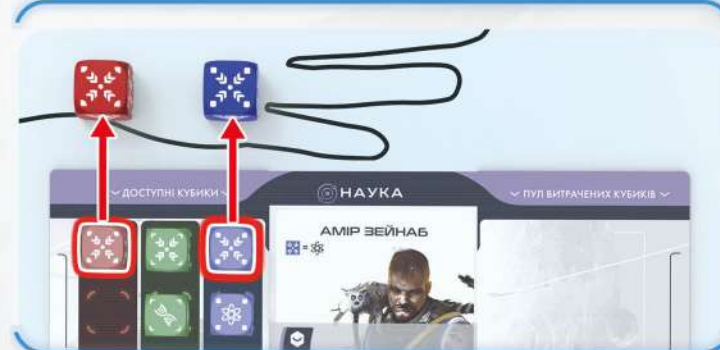 ДОСТУПНІ КУБИКИ
НАУКА
ПУЛ ВИТРАЧЕНИХ КУБИКІВ
АМІР ЗЕЙНАБ
=